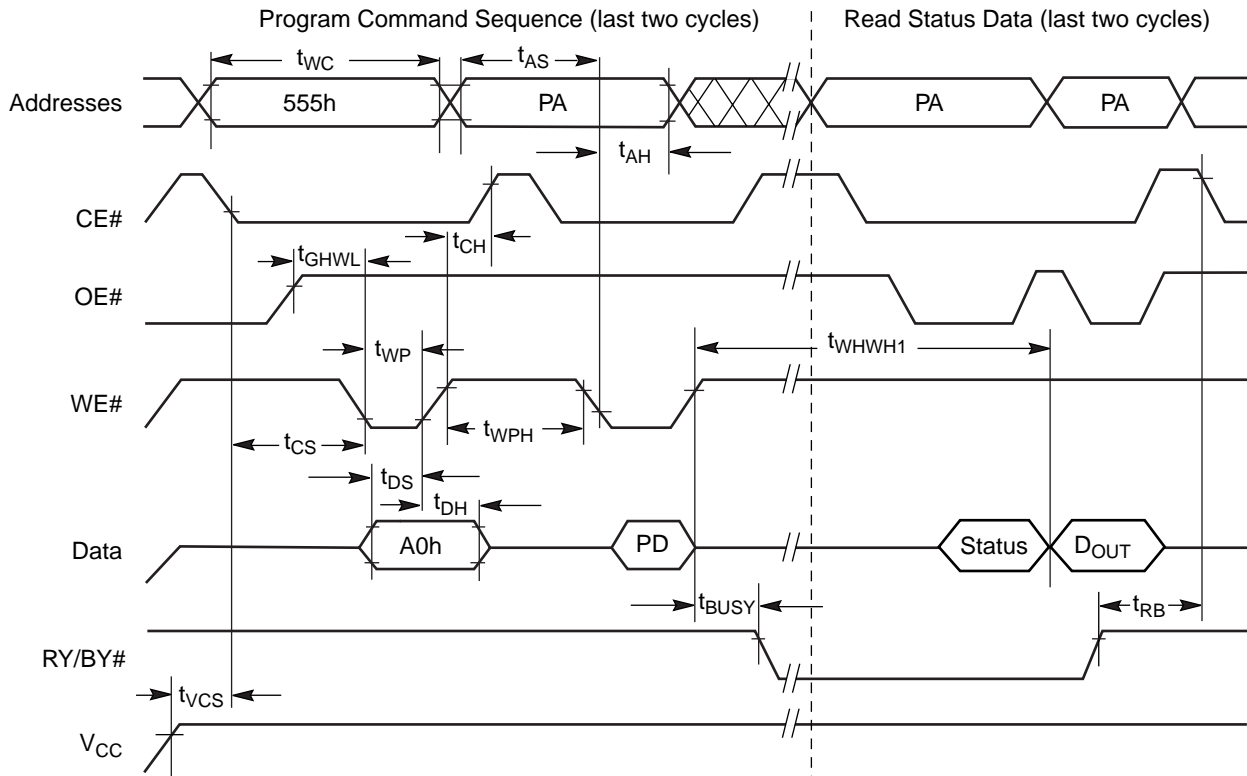 Program Command Sequence (last two cycles)
Read Status Data (last two cycles)
tWC
tAS
Addresses
555h
PA
PA
PA
tAH
CE#
tCH
tGHWL
OE#
tWP
tWHWH1
WE#
tCS
tWPH
tDS
tDH
Data
A0h
PD
Status
DOUT
tBUSY
tRB
RY/BY#
tVCS
VCC